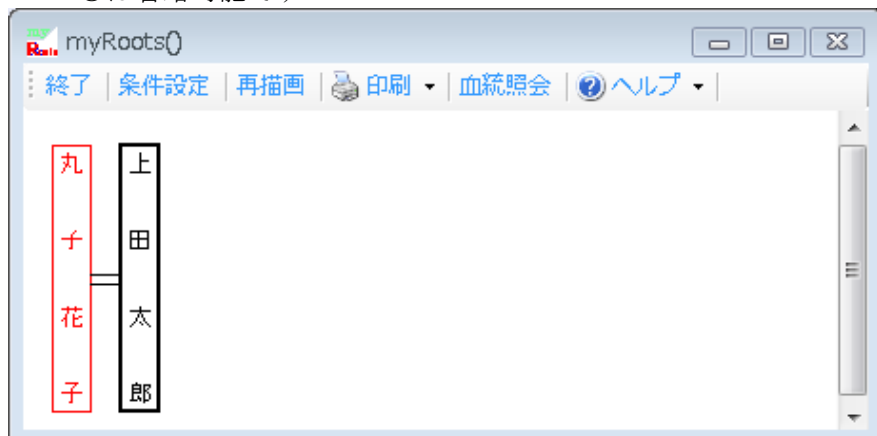 myRoots()
終了 条件設定 再描画 印刷 血統照会 ヘルプ
上田太郎
丸子花子